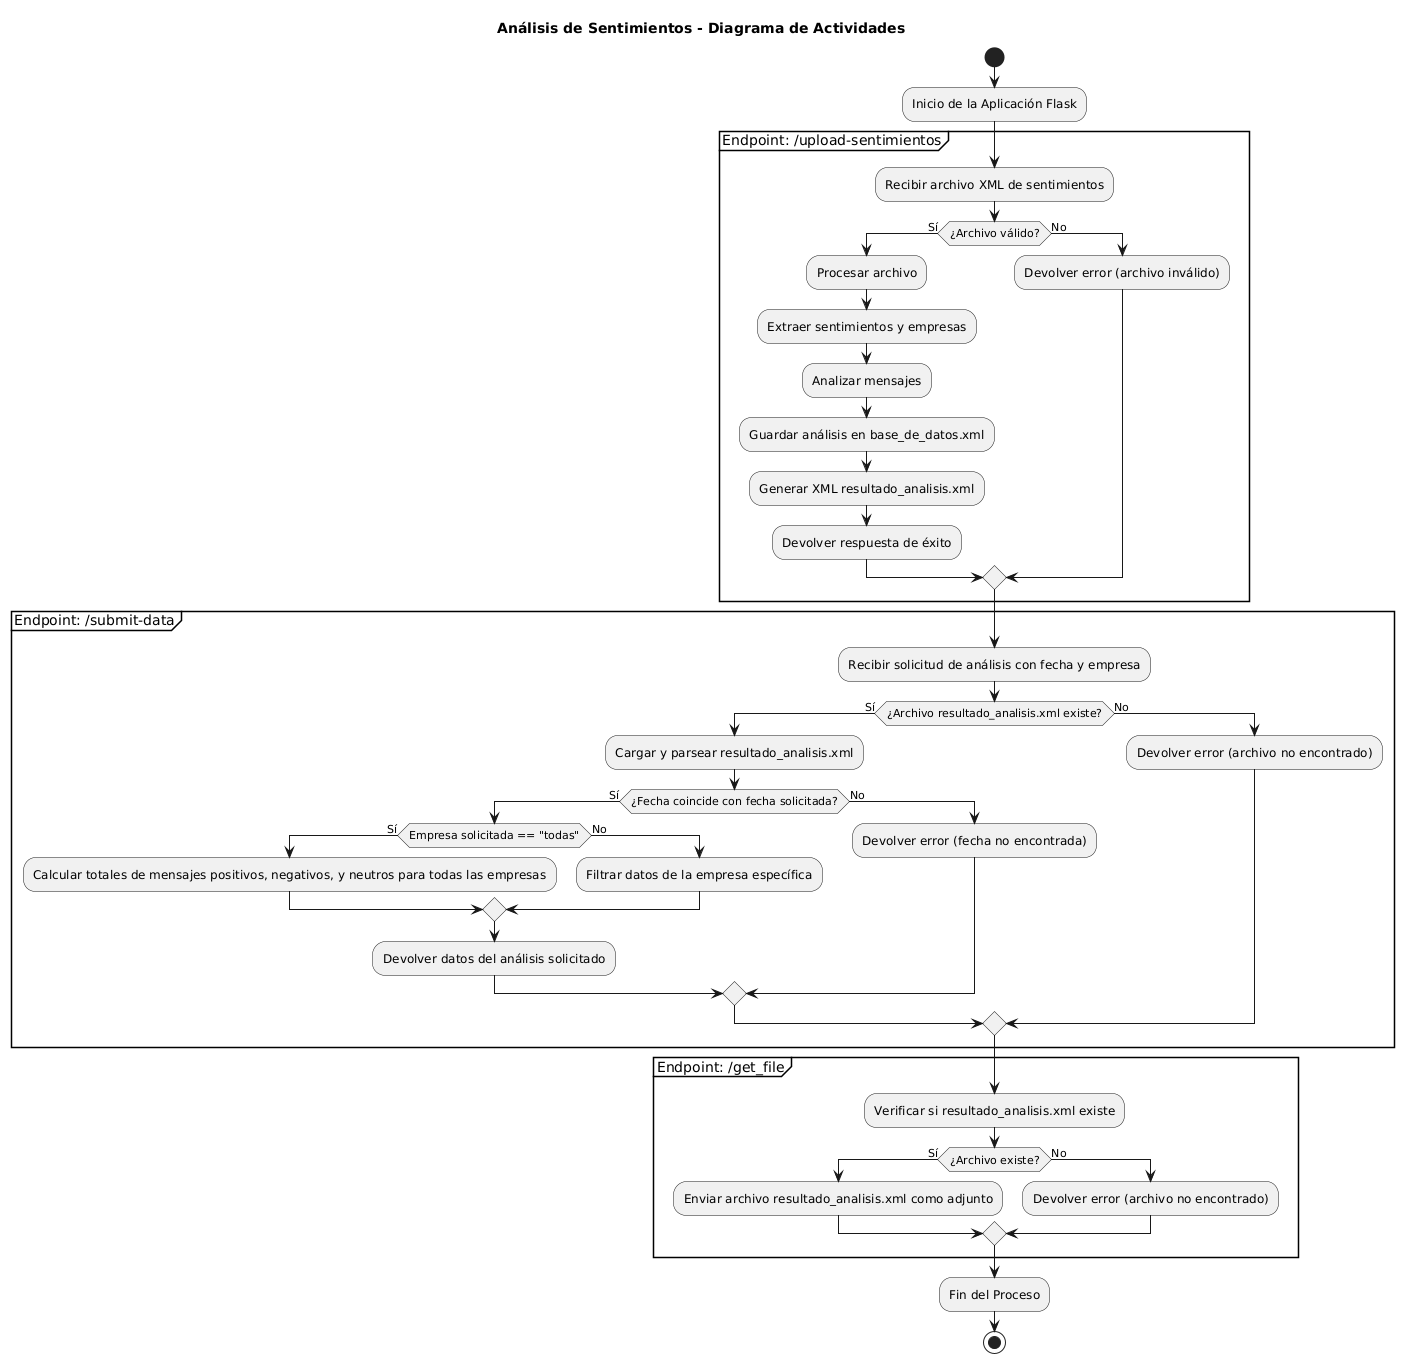 Análisis de Sentimientos - Diagrama de Actividades
Inicio de la Aplicación Flask
Endpoint: /upload-sentimientos
Recibir archivo XML de sentimientos
Sí
¿Archivo válido?
No
Procesar archivo
Devolver error (archivo inválido)
Extraer sentimientos y empresas
Analizar mensajes
Guardar análisis en base_de_datos.xml
Generar XML resultado_analisis.xml
Devolver respuesta de éxito
Endpoint: /submit-data
Recibir solicitud de análisis con fecha y empresa
Sí
¿Archivo resultado_analisis.xml existe?
No
Cargar y parsear resultado_analisis.xml
Devolver error (archivo no encontrado)
Sí
¿Fecha coincide con fecha solicitada?
No
Sí
Empresa solicitada == "todas"
No
Devolver error (fecha no encontrada)
Calcular totales de mensajes positivos, negativos, y neutros para todas las empresas
Filtrar datos de la empresa específica
Devolver datos del análisis solicitado
Endpoint: /get_file
Verificar si resultado_analisis.xml existe
Sí
¿Archivo existe?
No
Enviar archivo resultado_analisis.xml como adjunto
Devolver error (archivo no encontrado)
Fin del Proceso